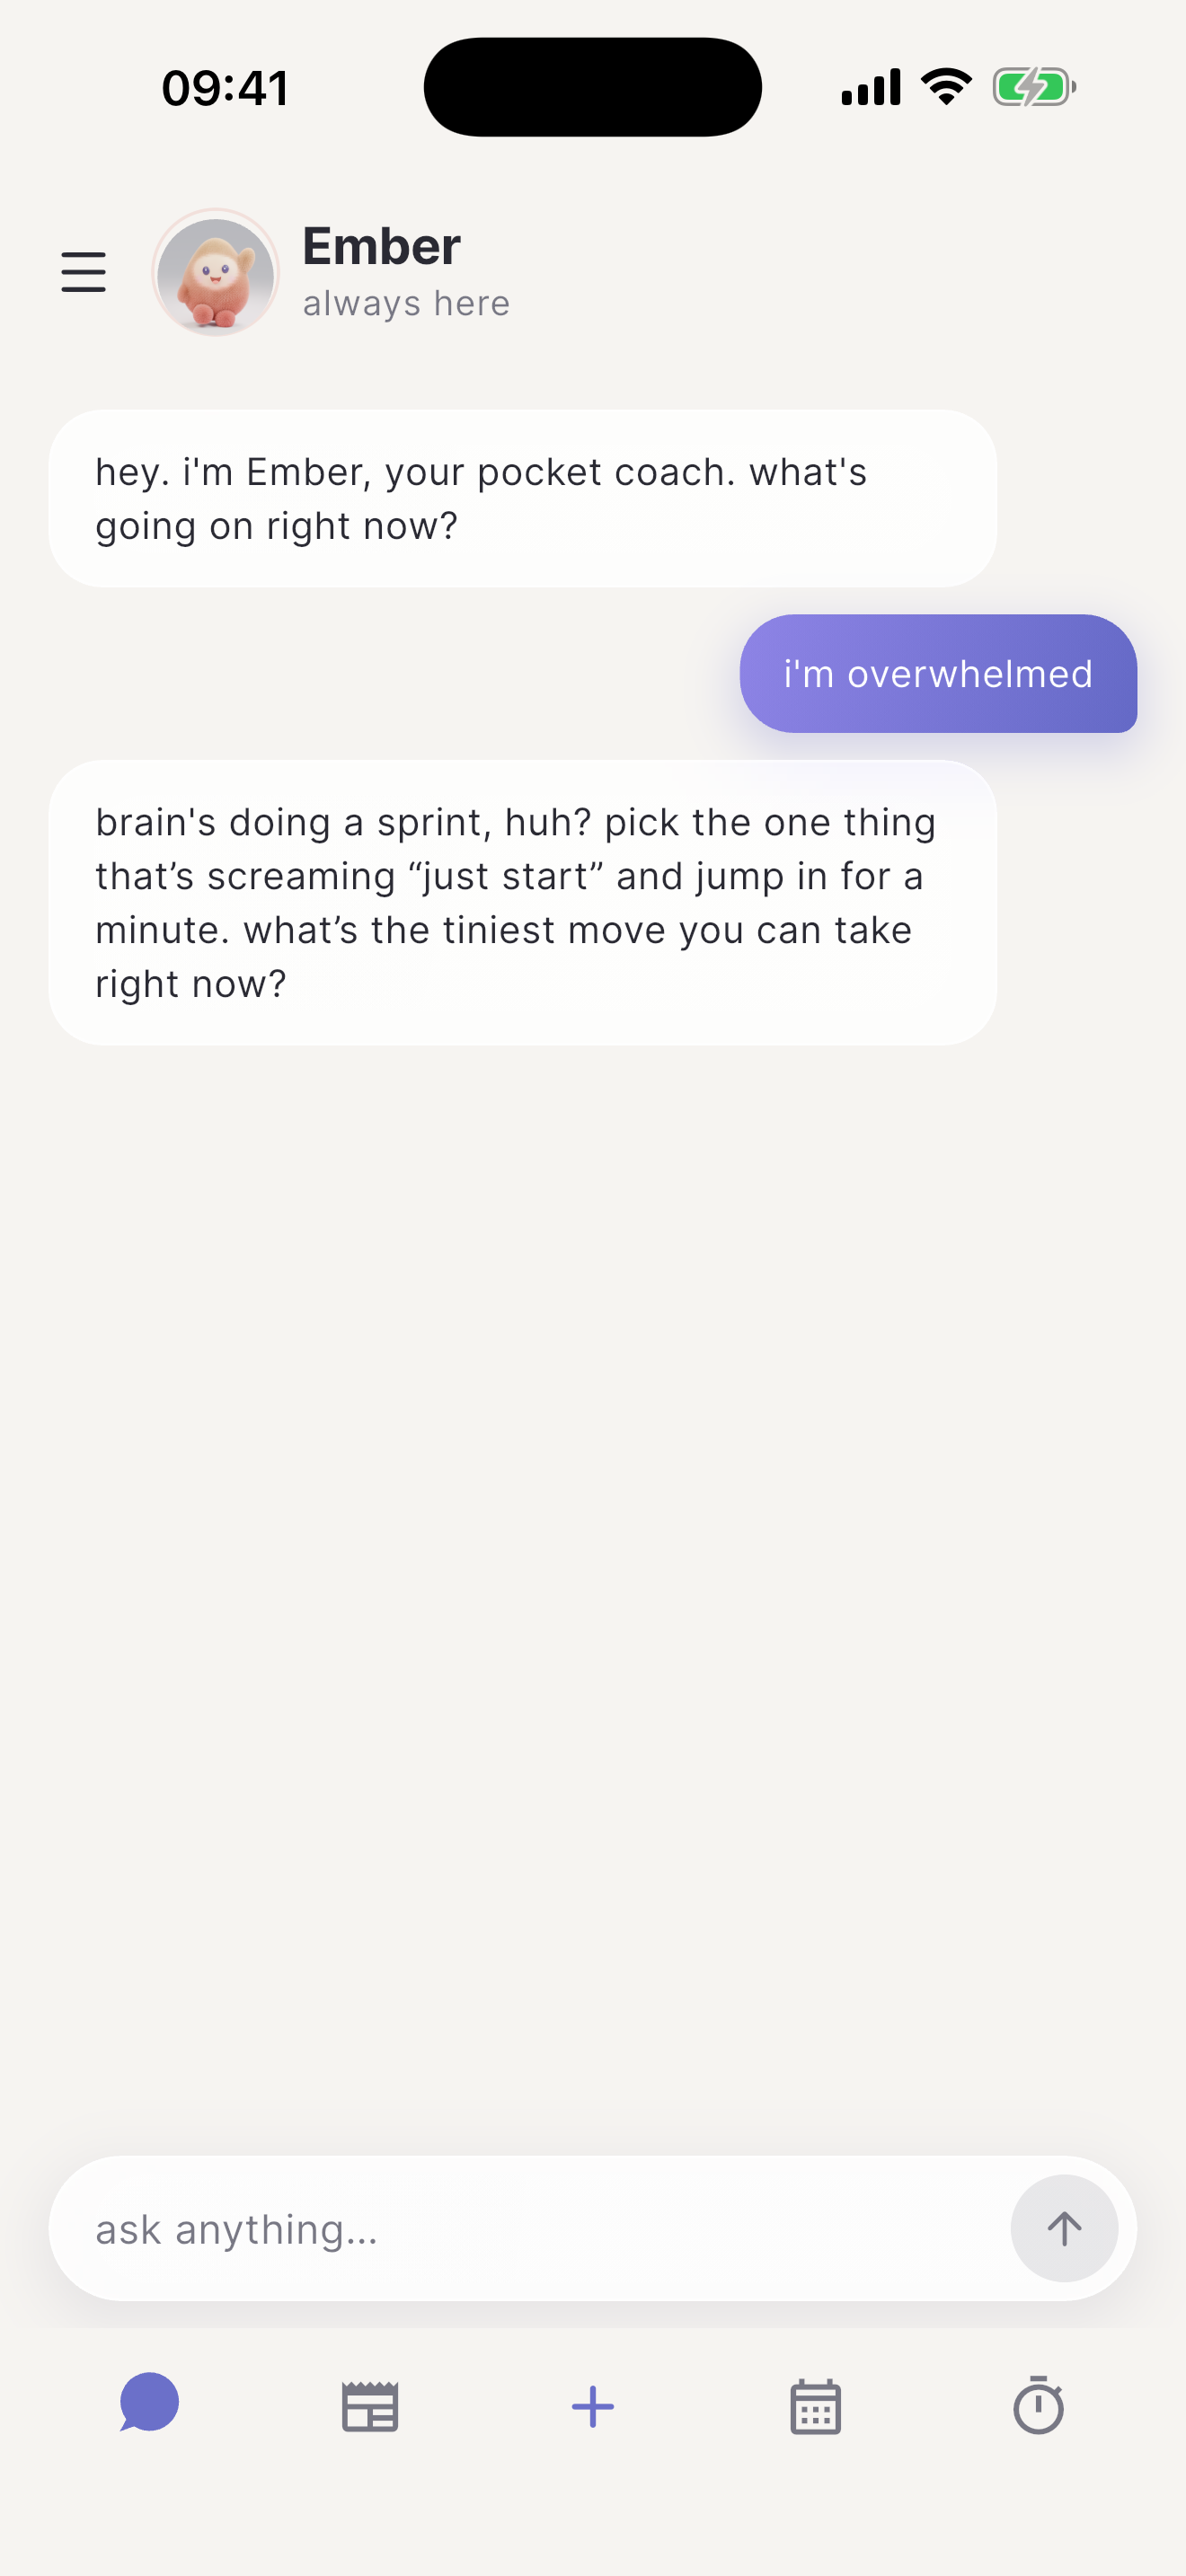 09:41
Ember
always here
hey. i'm Ember, your pocket coach. what's
going on right now?
i'm overwhelmed
brain's doing a sprint, huh? pick the one thing
that’s screaming “just start” and jump in for a
minute. what’s the tiniest move you can take
right now?
ask anything...